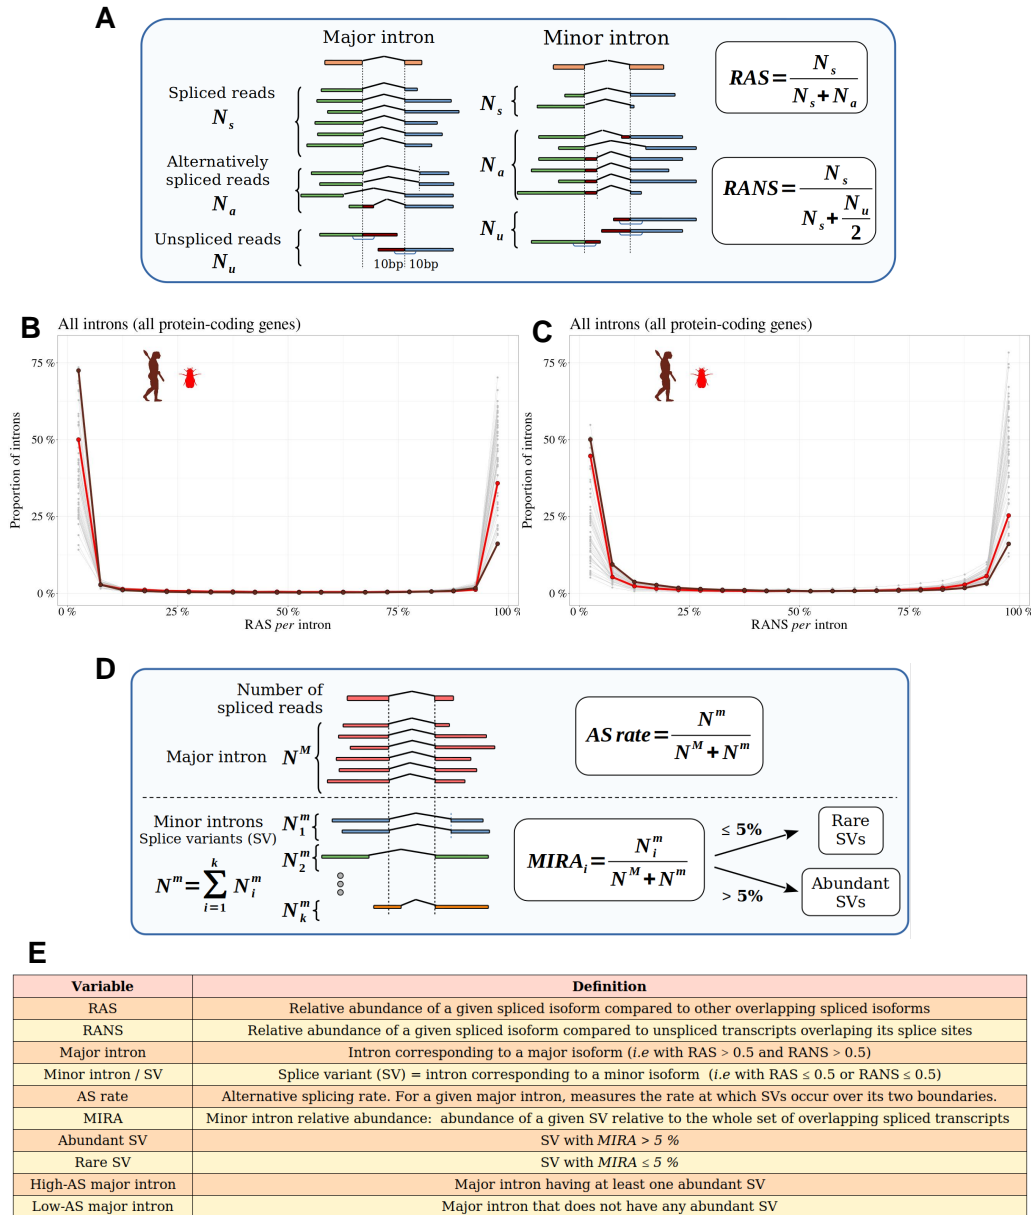 A
Major intron
Minor intron
Spliced reads
N_s
Alternatively
spliced reads
N_a
Unspliced reads
N_u
10bp 10bp
N_s
N_a
N_u
RAS = N_s / (N_s + N_a)
RANS = N_s / (N_s + N_u / 2)
B
All introns (all protein-coding genes)
Proportion of introns
75 %
50 %
25 %
0 %
0 % 25 % 50 % 75 % 100 %
RAS per intron
C
All introns (all protein-coding genes)
Proportion of introns
75 %
50 %
25 %
0 %
0 % 25 % 50 % 75 % 100 %
RANS per intron
D
Number of
spliced reads
Major intron N^M
AS rate = N^m / (N^M + N^m)
Minor introns
Splice variants (SV)
N^m = ∑_{i=1}^{k} N_i^m
N_1^m
N_2^m
N_k^m
MIRA_i = N_i^m / (N^M + N^m)
≤ 5%
> 5%
Rare
SVs
Abundant
SVs
E
Variable Definition
RAS Relative abundance of a given spliced isoform compared to other overlapping spliced isoforms
RANS Relative abundance of a given spliced isoform compared to unspliced transcripts overlaping its splice sites
Major intron Intron corresponding to a major isoform (i.e with RAS > 0.5 and RANS > 0.5)
Minor intron / SV Splice variant (SV) = intron corresponding to a minor isoform (i.e with RAS ≤ 0.5 or RANS ≤ 0.5)
AS rate Alternative splicing rate. For a given major intron, measures the rate at which SVs occur over its two boundaries.
MIRA Minor intron relative abundance: abundance of a given SV relative to the whole set of overlapping spliced transcripts
Abundant SV SV with MIRA > 5 %
Rare SV SV with MIRA ≤ 5 %
High-AS major intron Major intron having at least one abundant SV
Low-AS major intron Major intron that does not have any abundant SV